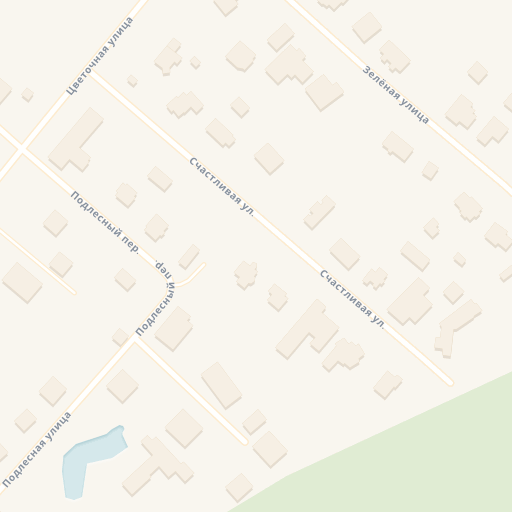 Цветочная улица
Зелёная улица
Счастливая ул.
Подлесный пер.
Подлесный пер.
Счастливая ул.
Подлесная улица